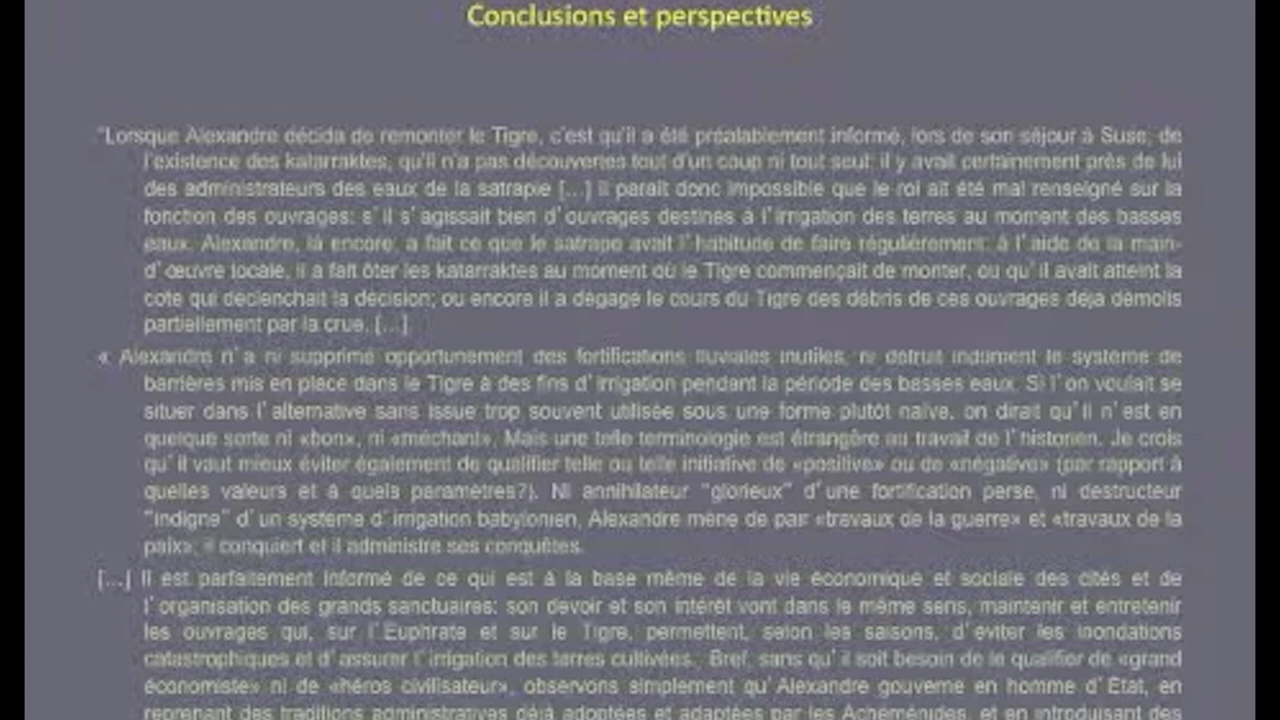 Conclusions et perspectives
"Lorsque Alexandre décida de remonter le Tigre, c'est qu'il a été préalablement informé, lors de son séjour à Suse, de
l'existence des katarraktes, qu'il n'a pas découvertes tout d'un coup ni tout seul: il y avait certainement près de lui
des administrateurs des eaux de la satrapie [...] Il paraît donc impossible que le roi ait été mal renseigné sur la
fonction des ouvrages: s'il s'agissait bien d'ouvrages destinés à l'irrigation des terres au moment des basses
eaux, Alexandre, là encore, a fait ce que le satrape avait l'habitude de faire régulièrement: à l'aide de la main-
d'œuvre locale, il a fait ôter les katarraktes au moment où le Tigre commençait de monter, ou qu'il avait atteint la
cote qui déclenchait la décision; ou encore il a dégagé le cours du Tigre des débris de ces ouvrages déjà démolis
partiellement par la crue. [...]
« Alexandre n'a ni supprimé opportunément des fortifications fluviales inutiles, ni détruit indûment le système de
barrières mis en place dans le Tigre à des fins d'irrigation pendant la période des basses eaux. Si l'on voulait se
situer dans l'alternative sans issue trop souvent utilisée sous une forme plutôt naïve, on dirait qu'il n'est en
quelque sorte ni «bon», ni «méchant». Mais une telle terminologie est étrangère au travail de l'historien. Je crois
qu'il vaut mieux éviter également de qualifier telle ou telle initiative de «positive» ou de «négative» (par rapport à
quelles valeurs et à quels paramètres?). Ni annihilateur "glorieux" d'une fortification perse, ni destructeur
"indigne" d'un système d'irrigation babylonien, Alexandre mène de pair «travaux de la guerre» et «travaux de la
paix»: il conquiert et il administre ses conquêtes.
[...] Il est parfaitement informé de ce qui est à la base même de la vie économique et sociale des cités et de
l'organisation des grands sanctuaires: son devoir et son intérêt vont dans le même sens, maintenir et entretenir
les ouvrages qui, sur l'Euphrate et sur le Tigre, permettent, selon les saisons, d'éviter les inondations
catastrophiques et d'assurer l'irrigation des terres cultivées. Bref, sans qu'il soit besoin de le qualifier de «grand
économiste» ni de «héros civilisateur», observons simplement qu'Alexandre gouverne en homme d'Etat, en
reprenant des traditions administratives déjà adoptées et adaptées par les Achéménides, et en introduisant des